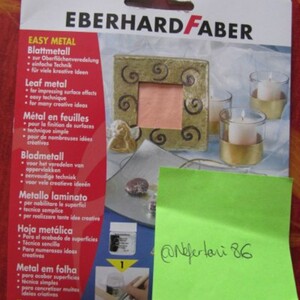 EBERHARD FABER
EASY METAL
Blattmetall
- zur Oberflächenveredelung
- einfache Technik
- für viele kreative Ideen
Leaf metal
- for impressing surface effects
- easy technique
- for many creative ideas
Métal en feuilles
- pour la finition de surfaces
- technique simple
- pour de nombreuses idées créatives
Bladmetall
- voor het veredelen van oppervlakken
- eenvoudige techniek
- voor vele creatieve ideeën
Metallo laminato
- per nobilitare le superfici
- tecnica semplice
- per realizzare tante idee creative
Hoja metálica
- Para el acabado de superficies
- Técnica sencilla
- Para numerosas ideas creativas
Metal em folha
- para acabar superfícies
- técnica simples
- para concretizar muitas ideias criativas
1
@Nefertari86